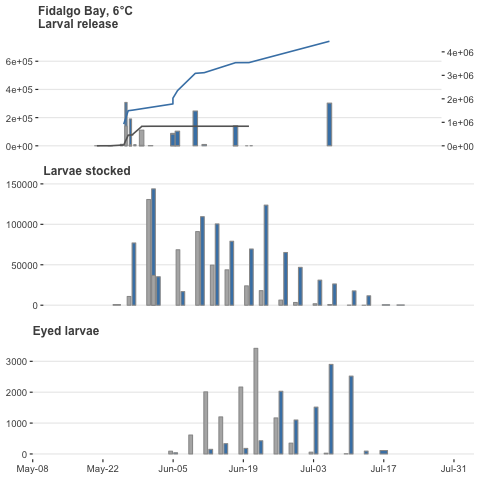 Fidalgo Bay, 6°C
Larval release
4e+06
6e+05
3e+06
4e+05
2e+06
2e+05
1e+06
0e+00
0e+00
Larvae stocked
150000
100000
50000
0
Eyed larvae
3000
2000
1000
0
May-08 May-22 Jun-05 Jun-19 Jul-03 Jul-17 Jul-31